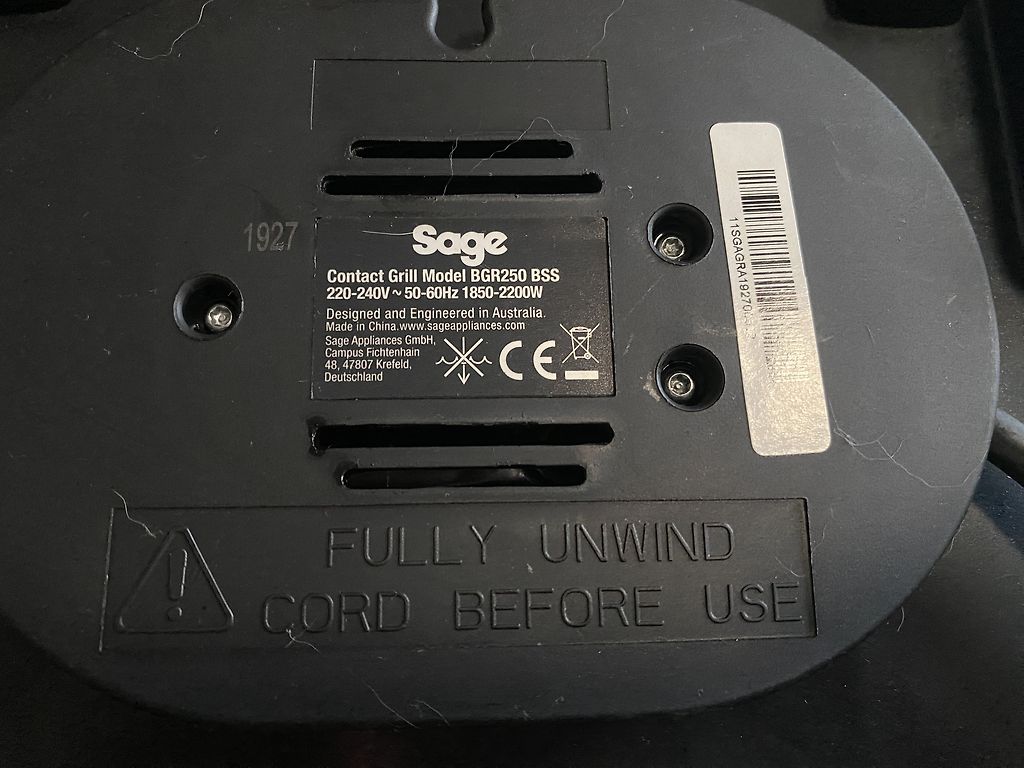 1927
Sage
Contact Grill Model BGR250 BSS
220-240V ~ 50-60Hz 1850-2200W
Designed and Engineered in Australia.
Made in China.www.sageappliances.com
Sage Appliances GmbH,
Campus Fichtenhain
48, 47807 Krefeld,
Deutschland
CE
FULLY UNWIND
CORD BEFORE USE